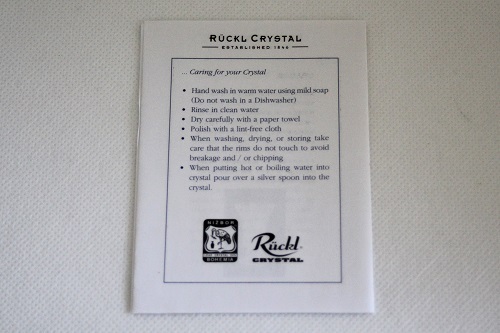 RÜCKL CRYSTAL
ESTABLISHED 1846
... Caring for your Crystal
• Hand wash in warm water using mild soap
(Do not wash in a Dishwasher)
• Rinse in clean water
• Dry carefully with a paper towel
• Polish with a lint-free cloth
• When washing, drying, or storing take
care that the rims do not touch to avoid
breakage and / or chipping
• When putting hot or boiling water into
crystal pour over a silver spoon into the
crystal.
NIZBOR
BOHEMIA
Rückl
CRYSTAL